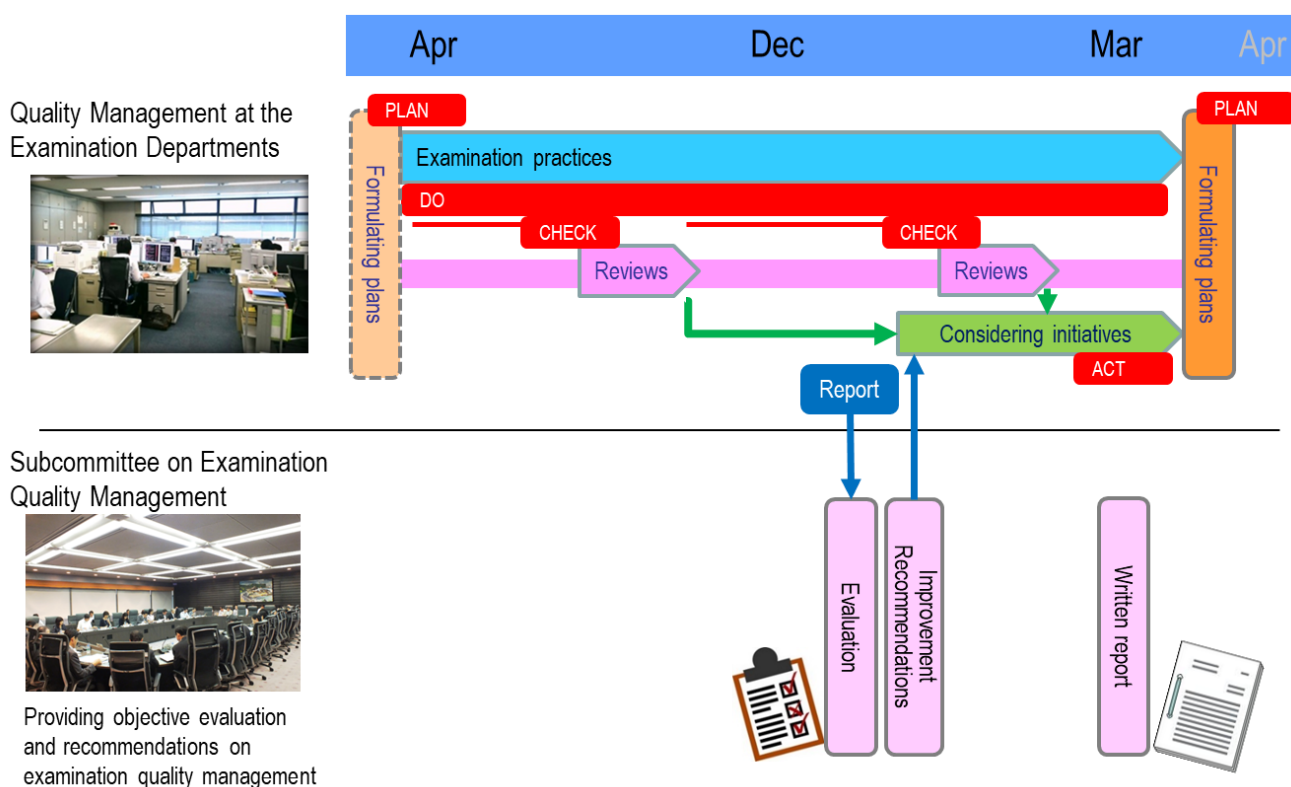 Apr
Dec
Mar
Apr
Quality Management at the
Examination Departments
PLAN
PLAN
Formulating plans
Examination practices
DO
CHECK
CHECK
Reviews
Reviews
Considering initiatives
ACT
Formulating plans
Report
Subcommittee on Examination
Quality Management
Evaluation
Improvement
Recommendations
Written report
Providing objective evaluation
and recommendations on
examination quality management